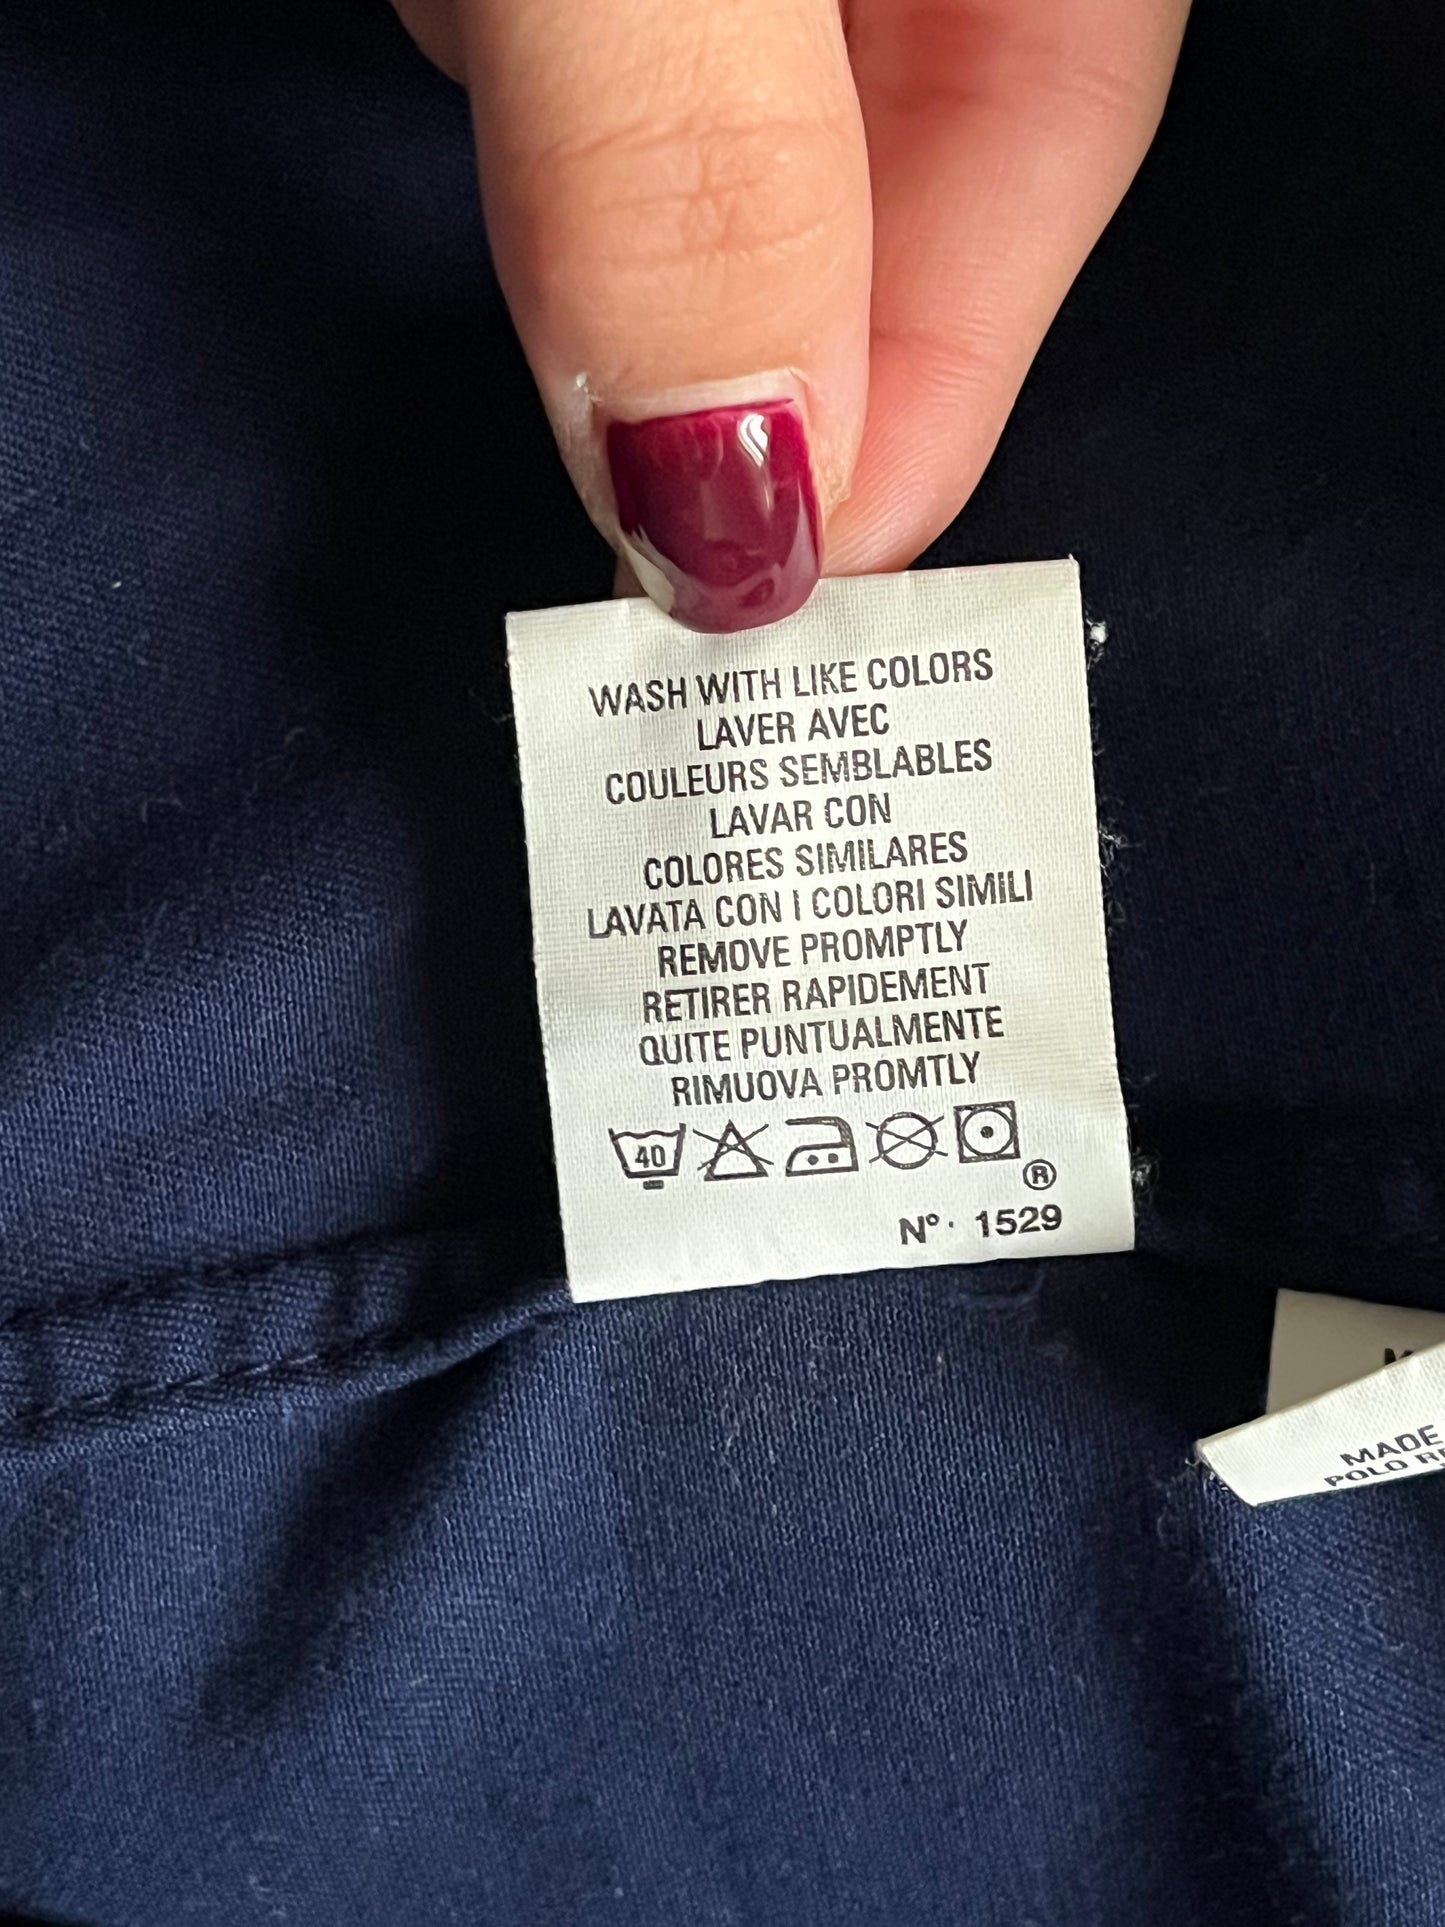 WASH WITH LIKE COLORS
LAVER AVEC
COULEURS SEMBLABLES
LAVAR CON
COLORES SIMILARES
LAVATA CON I COLORI SIMILI
REMOVE PROMPTLY
RETIRER RAPIDEMENT
QUITE PUNTUALMENTE
RIMUOVA PROMTLY
40
®
Nº· 1529
MADE
POLO